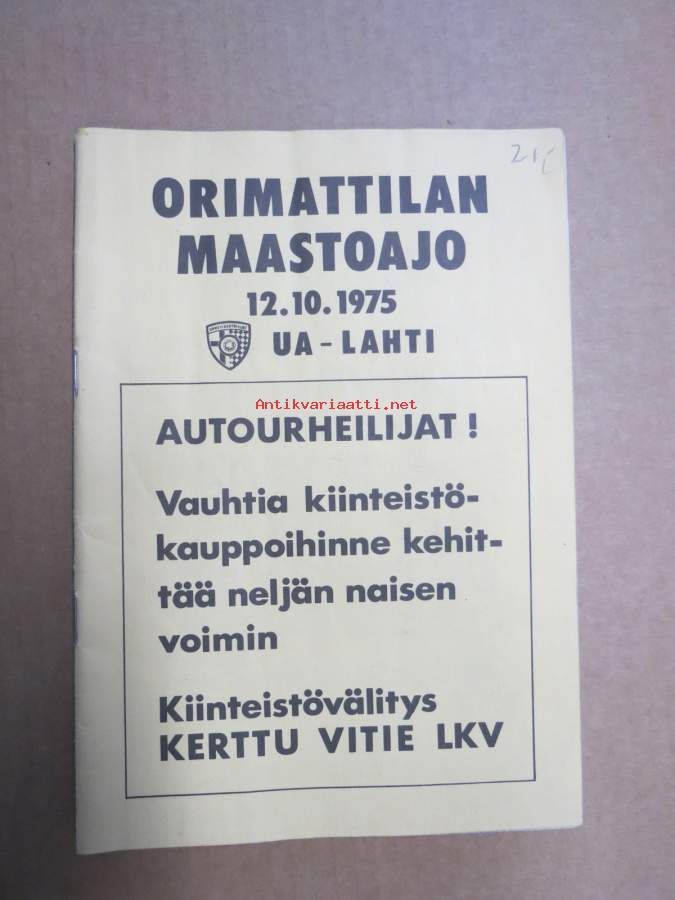 21,-
ORIMATTILAN
MAASTOAJO
12.10.1975
UA - LAHTI
Antikvariaatti.net
AUTOURHEILIJAT !
Vauhtia kiinteistö-
kauppoihinne kehit-
tää neljän naisen
voimin
Kiinteistövälitys
KERTTU VITIE LKV